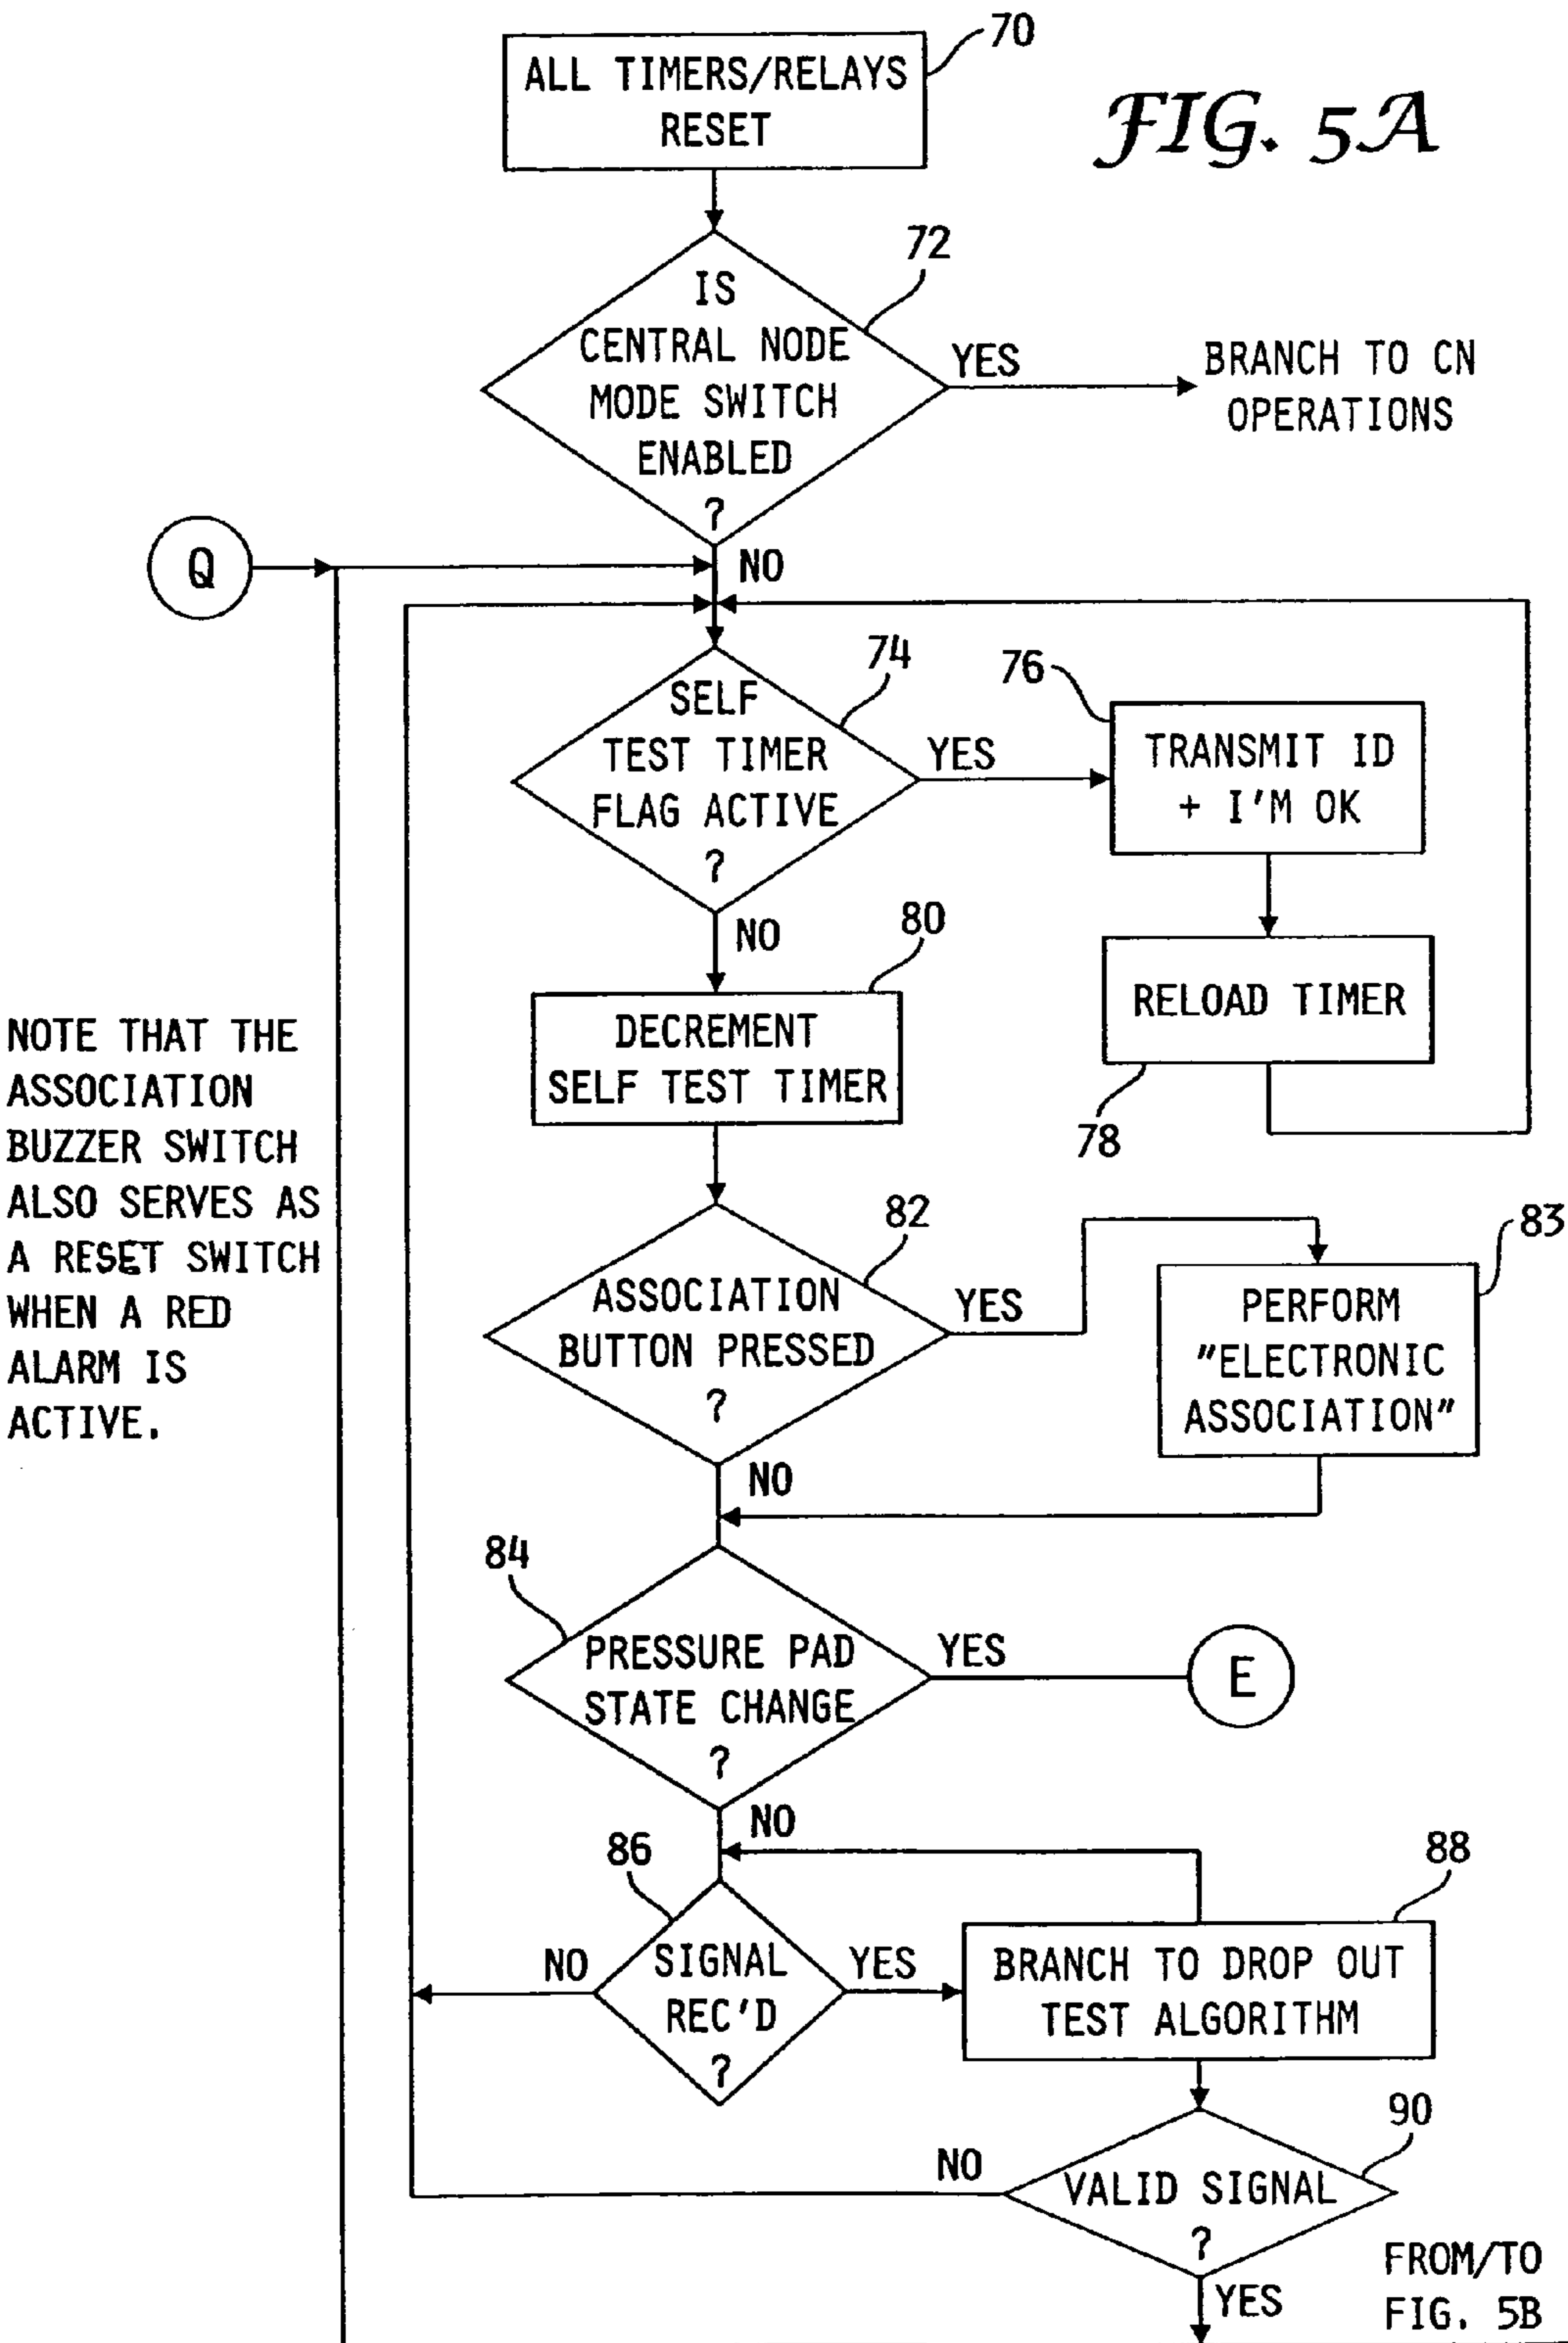 70
ALL TIMERS/RELAYS
RESET
FIG. 5A
72
IS
CENTRAL NODE
MODE SWITCH
ENABLED
?
YES
BRANCH TO CN
OPERATIONS
Q
NO
74
SELF
TEST TIMER
FLAG ACTIVE
?
YES
76
TRANSMIT ID
+ I'M OK
NO
80
DECREMENT
SELF TEST TIMER
RELOAD TIMER
78
NOTE THAT THE
ASSOCIATION
BUZZER SWITCH
ALSO SERVES AS
A RESET SWITCH
WHEN A RED
ALARM IS
ACTIVE.
82
ASSOCIATION
BUTTON PRESSED
?
YES
83
PERFORM
"ELECTRONIC
ASSOCIATION"
NO
84
PRESSURE PAD
STATE CHANGE
?
YES
E
NO
86
SIGNAL
REC'D
?
NO
YES
88
BRANCH TO DROP OUT
TEST ALGORITHM
90
NO
VALID SIGNAL
?
YES
FROM/TO
FIG. 5B